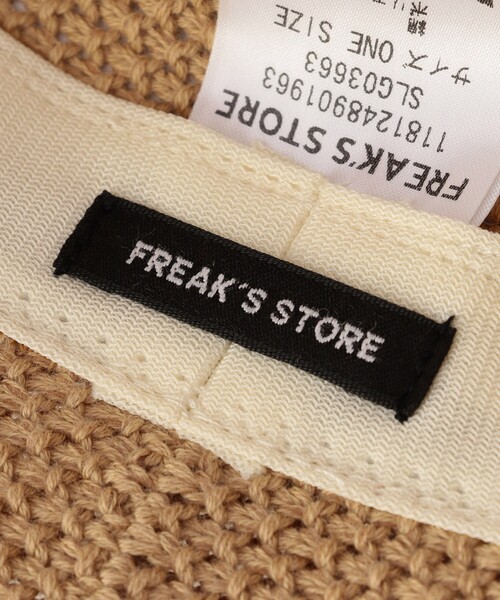 FREAK'S STORE
FREAK'S STORE
1181248901963
SLG03663
サイズ ONE SIZE